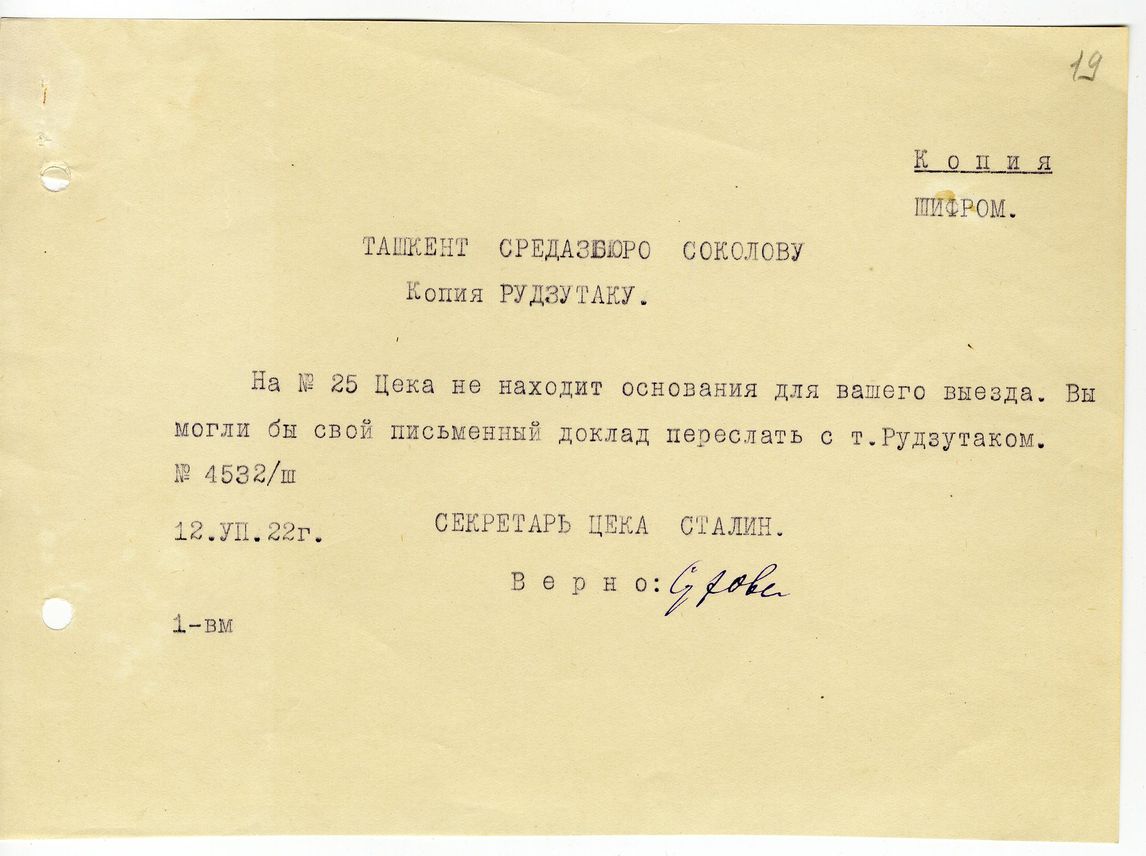 19
Копия
ШИФРОМ.
ТАШКЕНТ СРЕДАЗБЮРО СОКОЛОВУ
Копия РУДЗУТАКУ.
На № 25 Цека не находит основания для вашего выезда. Вы
могли бы свой письменный доклад переслать с т.Рудзутаком.
№ 4532/ш
12.УП.22г.
СЕКРЕТАРЬ ЦЕКА СТАЛИН.
Верно:
1-вм